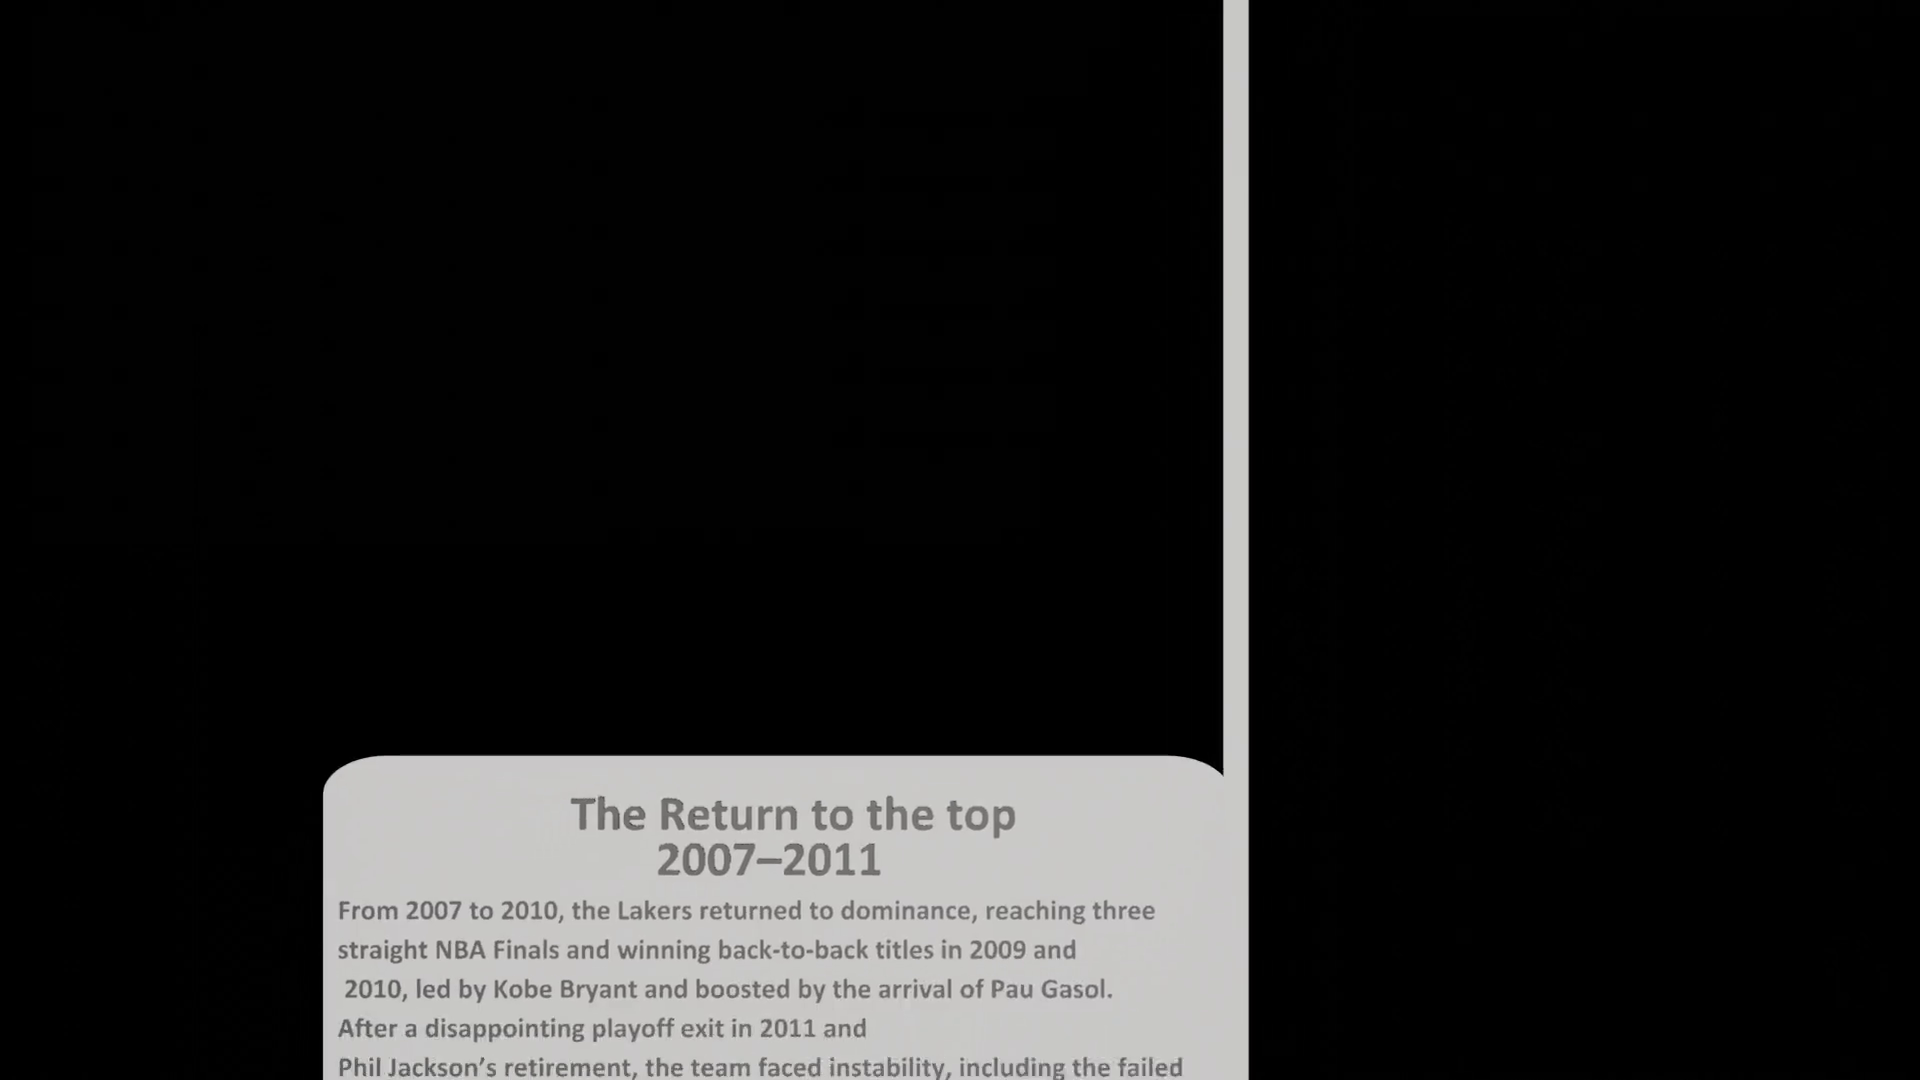 The Return to the top
2007–2011
From 2007 to 2010, the Lakers returned to dominance, reaching three
straight NBA Finals and winning back-to-back titles in 2009 and
2010, led by Kobe Bryant and boosted by the arrival of Pau Gasol.
After a disappointing playoff exit in 2011 and
Phil Jackson’s retirement, the team faced instability, including the failed